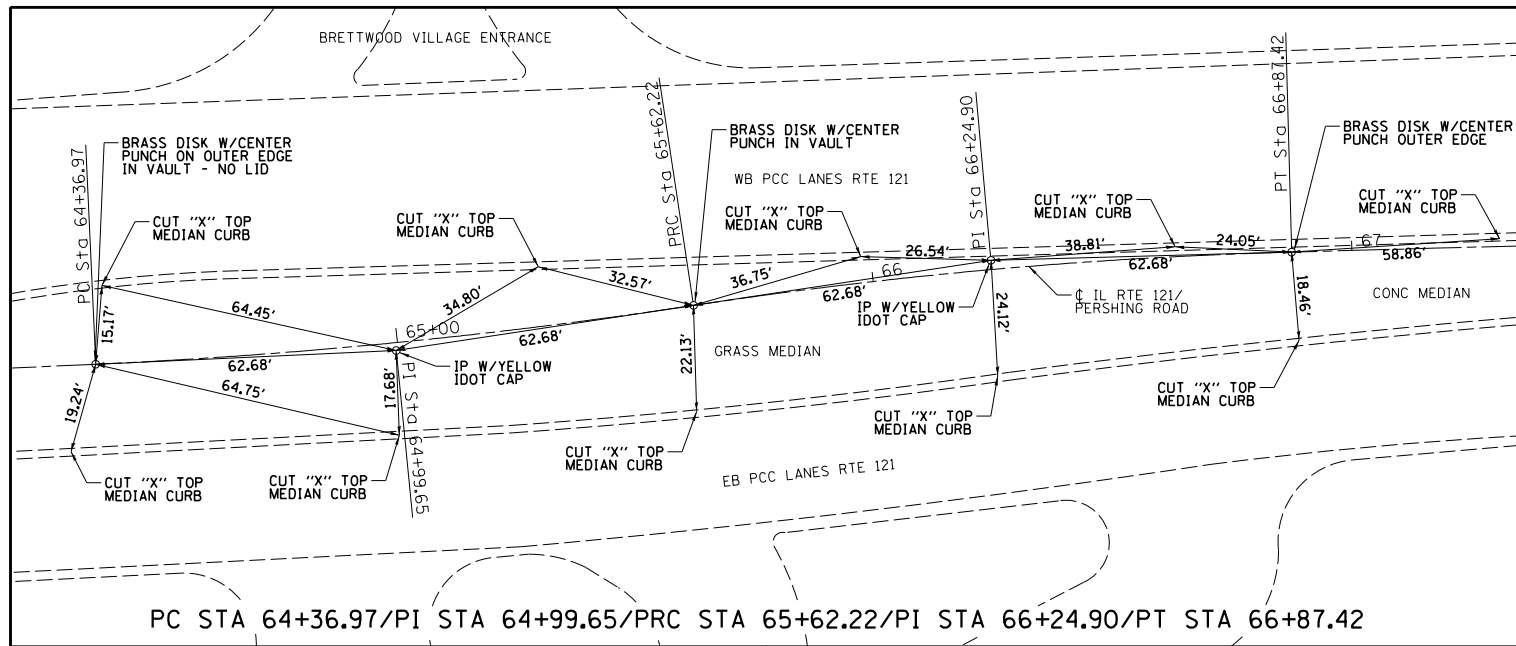 BRETTWOOD VILLAGE ENTRANCE
PC Sta 64+36.97
BRASS DISK W/CENTER
PUNCH ON OUTER EDGE
IN VAULT - NO LID
CUT "X" TOP
MEDIAN CURB
CUT "X" TOP
MEDIAN CURB
PRC Sta 65+62.22
BRASS DISK W/CENTER
PUNCH IN VAULT
WB PCC LANES RTE 121
CUT "X" TOP
MEDIAN CURB
PI Sta 66+24.90
CUT "X" TOP
MEDIAN CURB
PT Sta 66+87.42
BRASS DISK W/CENTER
PUNCH OUTER EDGE
CUT "X" TOP
MEDIAN CURB
15.17'
64.45'
34.80'
32.57'
36.75'
26.54'
38.81'
24.05'
67
58.86'
62.68'
65+00
62.68'
66
62.68'
62.68'
IP W/YELLOW
IDOT CAP
℄ IL RTE 121/
PERSHING ROAD
CONC MEDIAN
19.24'
64.75'
17.68'
PI Sta 64+99.65
IP W/YELLOW
IDOT CAP
22.13'
GRASS MEDIAN
24.12'
18.46'
CUT "X" TOP
MEDIAN CURB
CUT "X" TOP
MEDIAN CURB
CUT "X" TOP
MEDIAN CURB
CUT "X" TOP
MEDIAN CURB
CUT "X" TOP
MEDIAN CURB
EB PCC LANES RTE 121
PC STA 64+36.97/PI STA 64+99.65/PRC STA 65+62.22/PI STA 66+24.90/PT STA 66+87.42